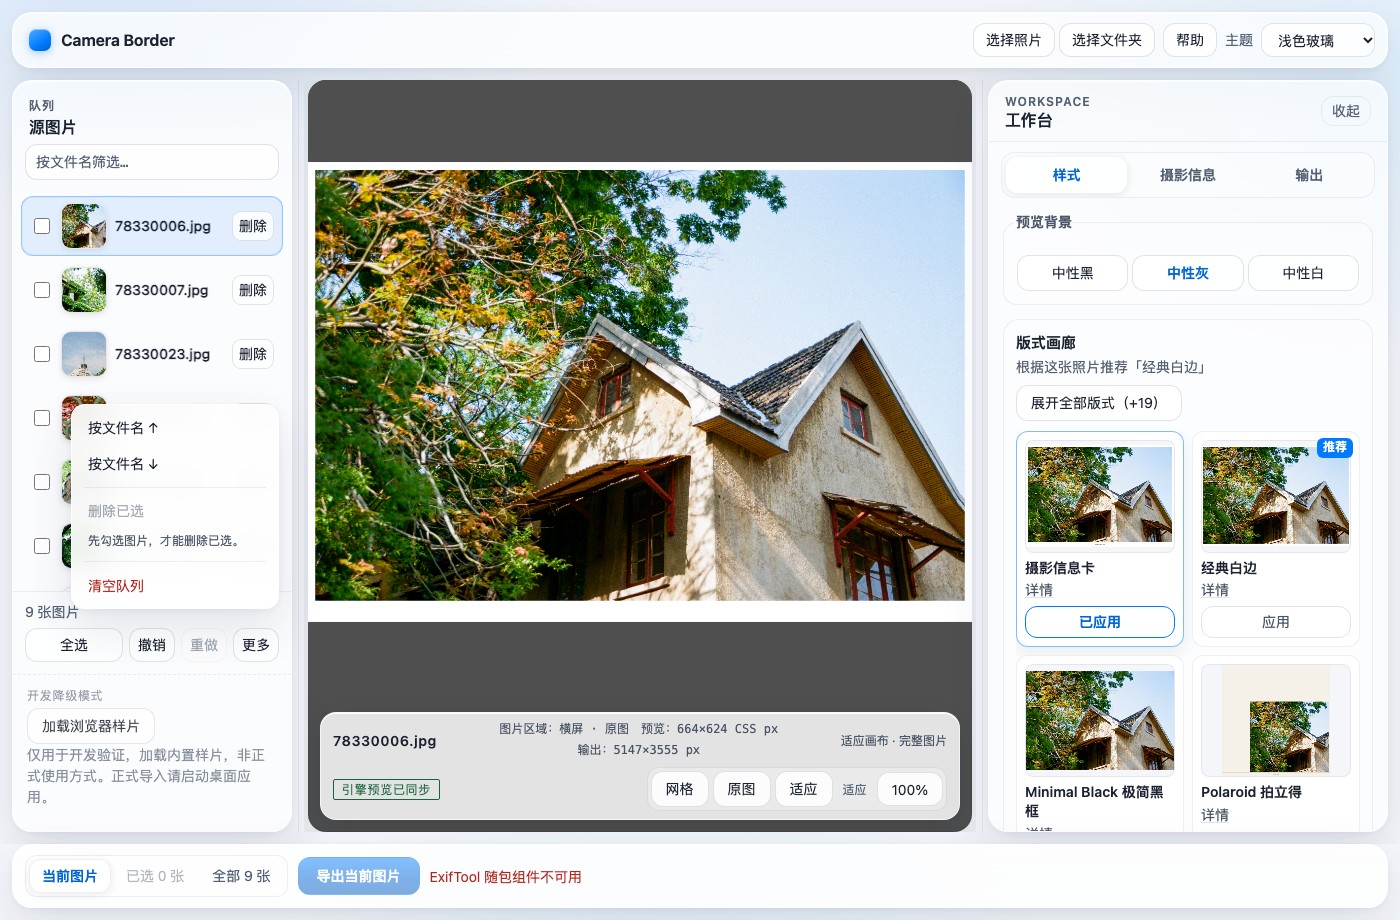 Camera Border
选择照片
选择文件夹
帮助
主题
浅色玻璃
队列
源图片
按文件名筛选…
78330006.jpg
删除
78330007.jpg
删除
78330023.jpg
删除
按文件名 ↑
按文件名 ↓
删除已选
先勾选图片，才能删除已选。
清空队列
9 张图片
全选
撤销
重做
更多
开发降级模式
加载浏览器样片
仅用于开发验证，加载内置样片，非正
式使用方式。正式导入请启动桌面应
用。
78330006.jpg
图片区域：横屏 · 原图 预览：664×624 CSS px
输出：5147×3555 px
适应画布 · 完整图片
引擎预览已同步
网格
原图
适应
适应
100%
WORKSPACE
工作台
收起
样式
摄影信息
输出
预览背景
中性黑
中性灰
中性白
版式画廊
根据这张照片推荐「经典白边」
展开全部版式（+19）
摄影信息卡
详情
已应用
推荐
经典白边
详情
应用
Minimal Black 极简黑
框
Polaroid 拍立得
详情
当前图片
已选 0 张
全部 9 张
导出当前图片
ExifTool 随包组件不可用